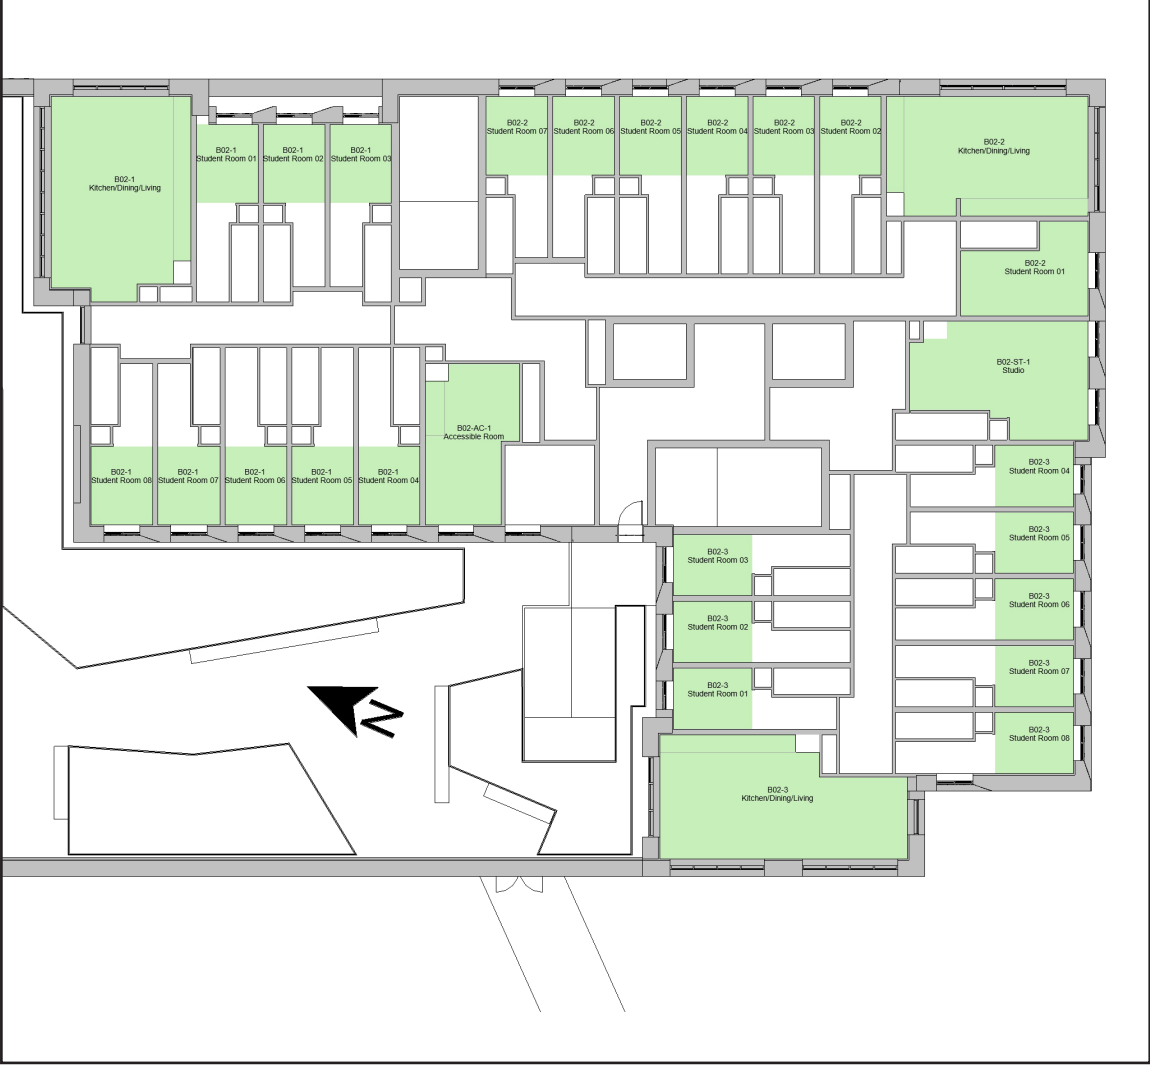 B02-1
Kitchen/Dining/Living
B02-1
Student Room 01
B02-1
Student Room 02
B02-1
Student Room 03
B02-2
Student Room 07
B02-2
Student Room 06
B02-2
Student Room 05
B02-2
Student Room 04
B02-2
Student Room 03
B02-2
Student Room 02
B02-2
Kitchen/Dining/Living
B02-2
Student Room 01
B02-ST-1
Studio
B02-AC-1
Accessible Room
B02-1
Student Room 08
B02-1
Student Room 07
B02-1
Student Room 06
B02-1
Student Room 05
B02-1
Student Room 04
B02-3
Student Room 04
B02-3
Student Room 05
B02-3
Student Room 06
B02-3
Student Room 07
B02-3
Student Room 08
B02-3
Student Room 03
B02-3
Student Room 02
B02-3
Student Room 01
B02-3
Kitchen/Dining/Living
N